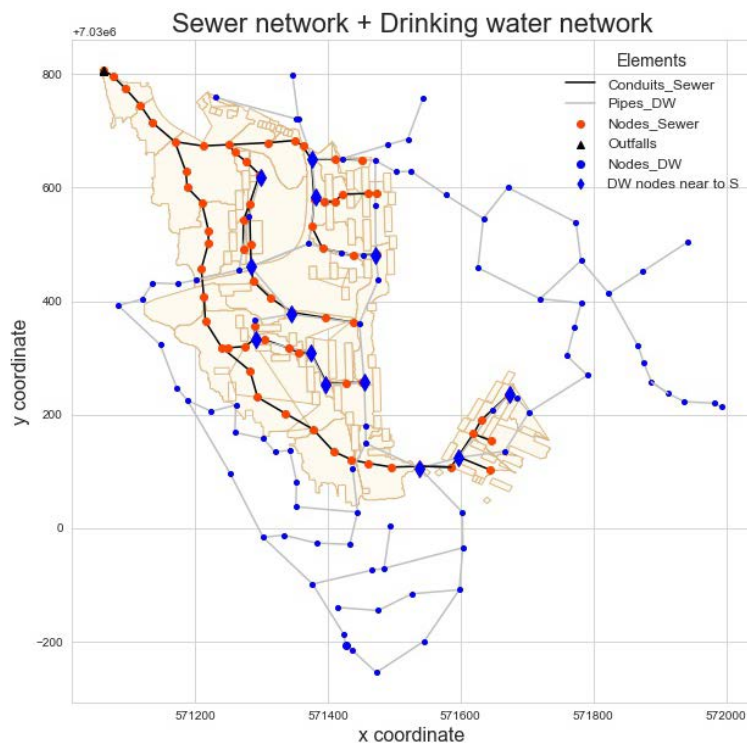 Sewer network + Drinking water network
+7.03e6
Elements
Conduits_Sewer
Pipes_DW
Nodes_Sewer
Outfalls
Nodes_DW
DW nodes near to S
800
600
400
200
0
−200
y coordinate
571200
571400
571600
571800
572000
x coordinate